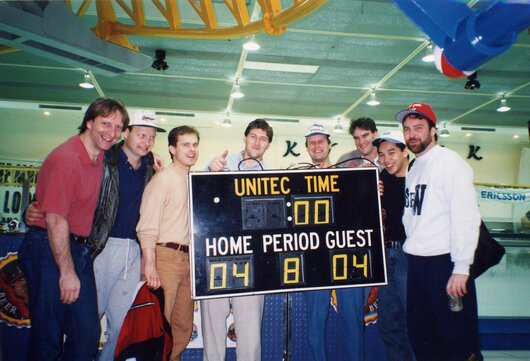 K
K
K
ERICSSON
UNITEC TIME
:00
HOME PERIOD GUEST
04 8 04